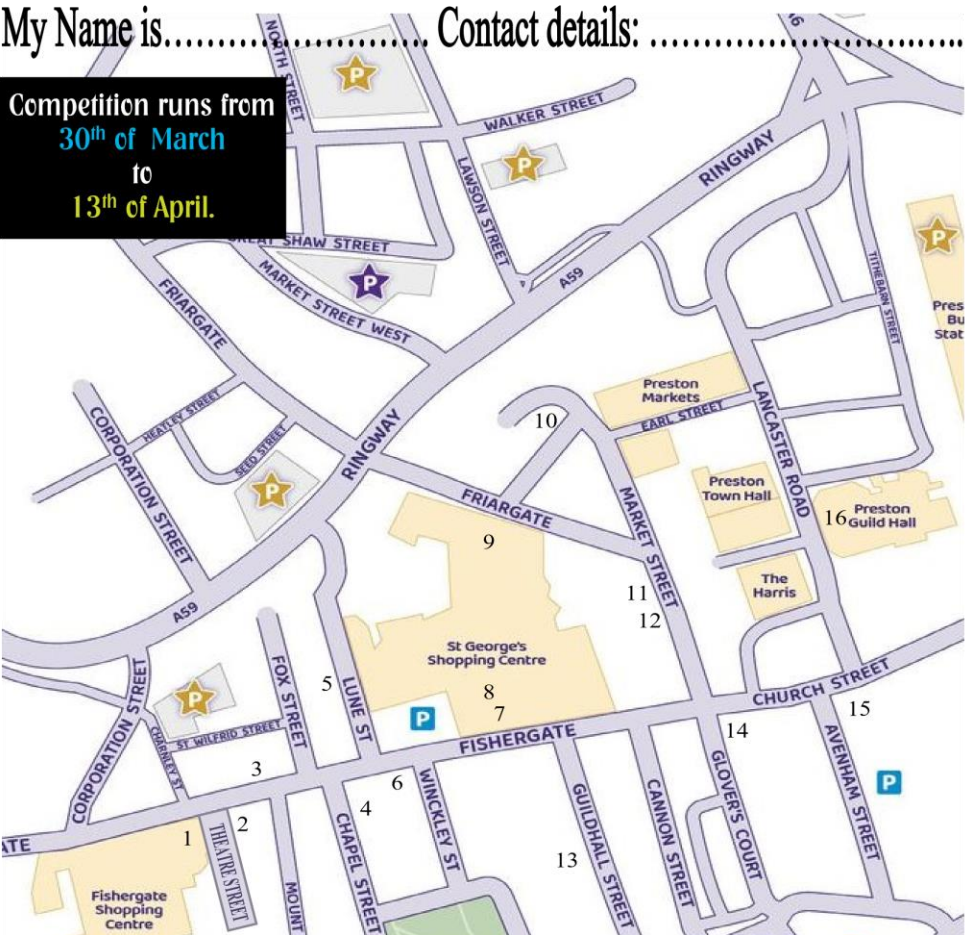 My Name is............................ Contact details: .................................
Competition runs from
30th of March
to
13th of April.
NORTH STREET
P
A6
WALKER STREET
P
RINGWAY
LAWSON STREET
P
GREAT SHAW STREET
P
MARKET STREET WEST
A59
FRIARGATE
TITHEBARN STREET
Pres
Bu
Stat
Preston
Markets
EARL STREET
LANCASTER ROAD
HEATLEY STREET
CORPORATION STREET
SEED STREET
RINGWAY
10
P
FRIARGATE
MARKET STREET
Preston
Town Hall
16
Preston
Guild Hall
9
The
Harris
11
12
A59
St George's
Shopping Centre
FOX STREET
5
LUNE ST
8
7
P
CORPORATION STREET
P
ST WILFRID STREET
CHARNLEY ST
CHURCH STREET
15
FISHERGATE
14
3
6
WINCKLEY ST
4
CHAPEL STREET
GUILDHALL STREET
CANNON STREET
GLOVER'S COURT
AVENHAM STREET
P
ATE
1
THEATRE STREET
2
MOUNT
13
Fishergate
Shopping
Centre